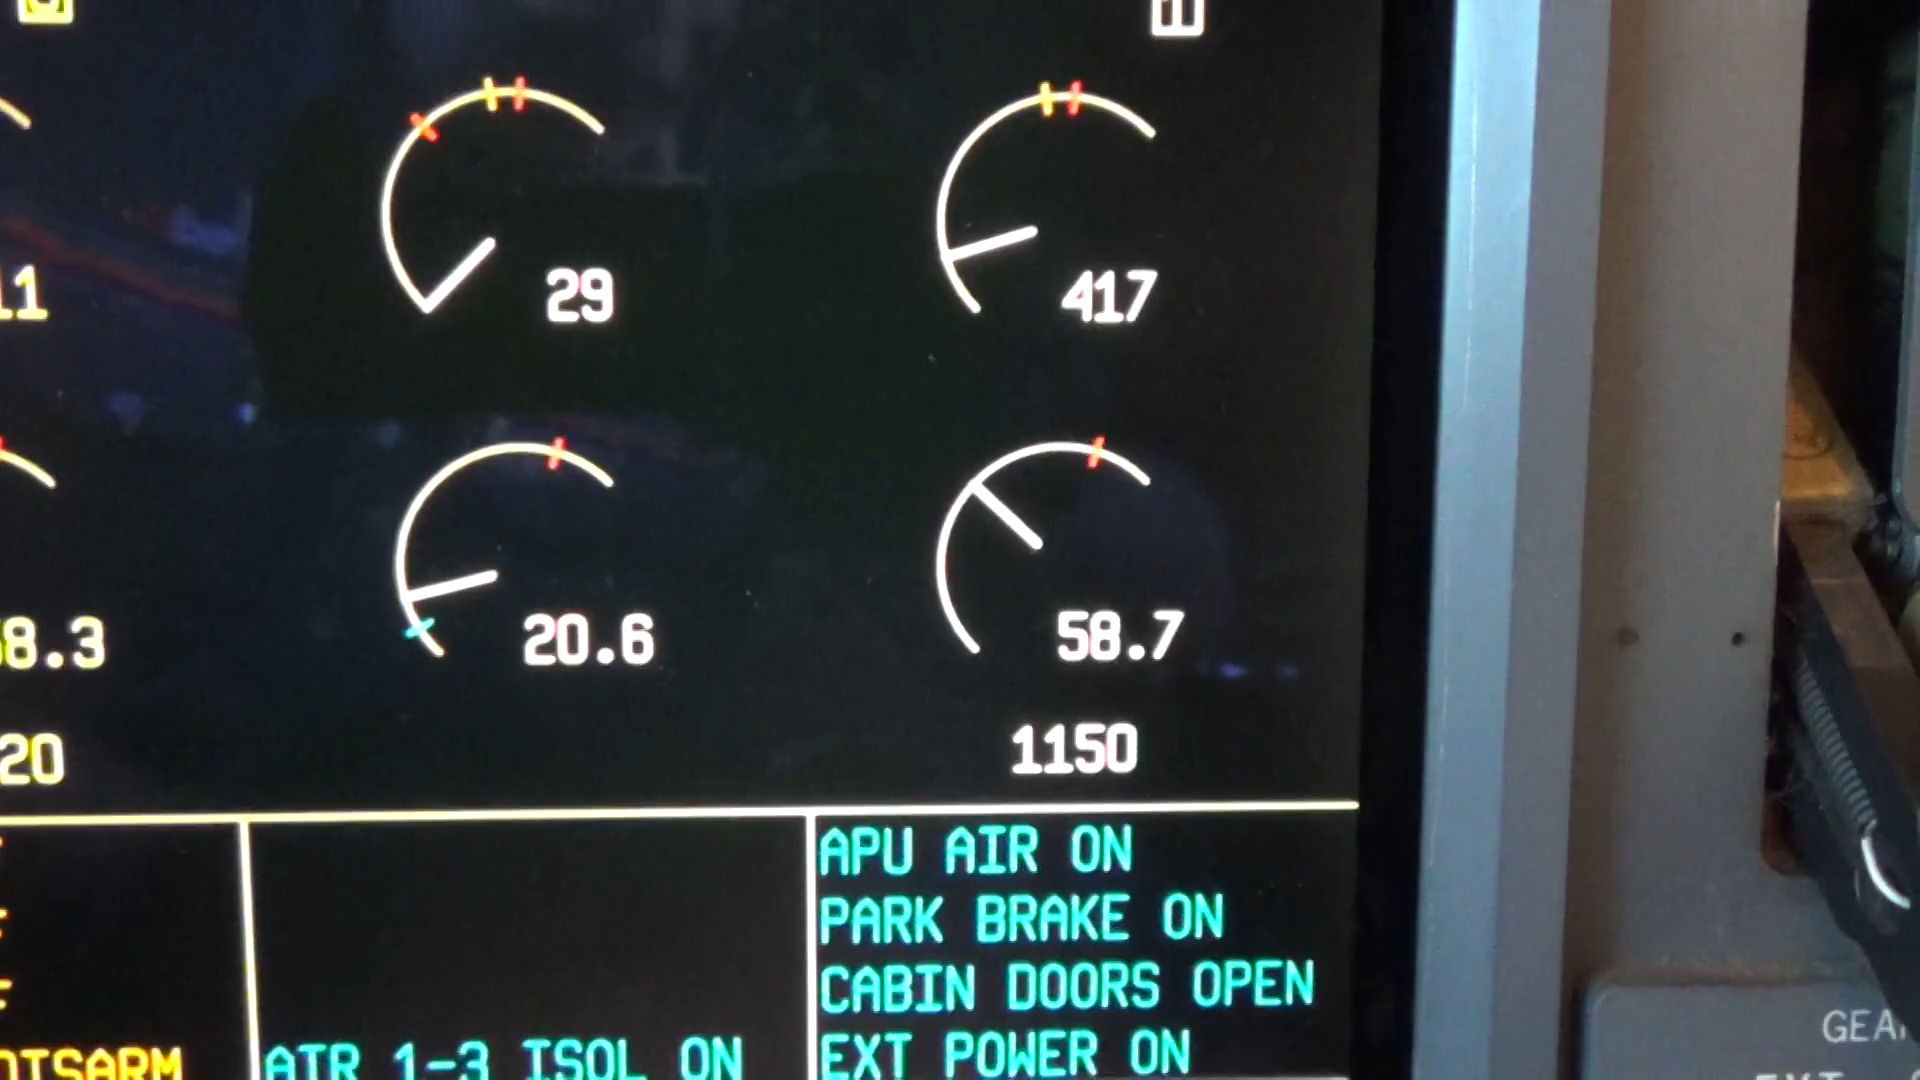 11
29
417
8.3
20.6
58.7
20
1150
APU AIR ON
PARK BRAKE ON
CABIN DOORS OPEN
DISARM
AIR 1-3 ISOL ON
EXT POWER ON